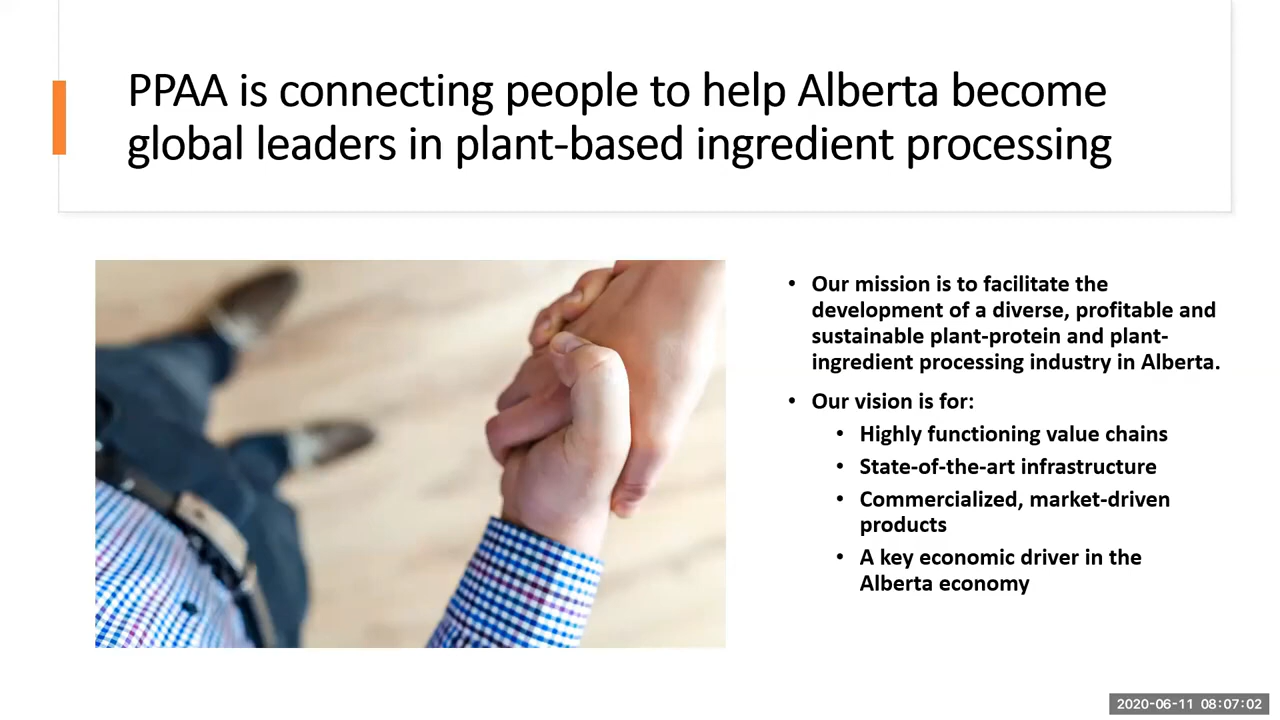 PPAA is connecting people to help Alberta become
global leaders in plant-based ingredient processing
• Our mission is to facilitate the
development of a diverse, profitable and
sustainable plant-protein and plant-
ingredient processing industry in Alberta.
• Our vision is for:
• Highly functioning value chains
• State-of-the-art infrastructure
• Commercialized, market-driven
products
• A key economic driver in the
Alberta economy
2020-06-11 08:07:02